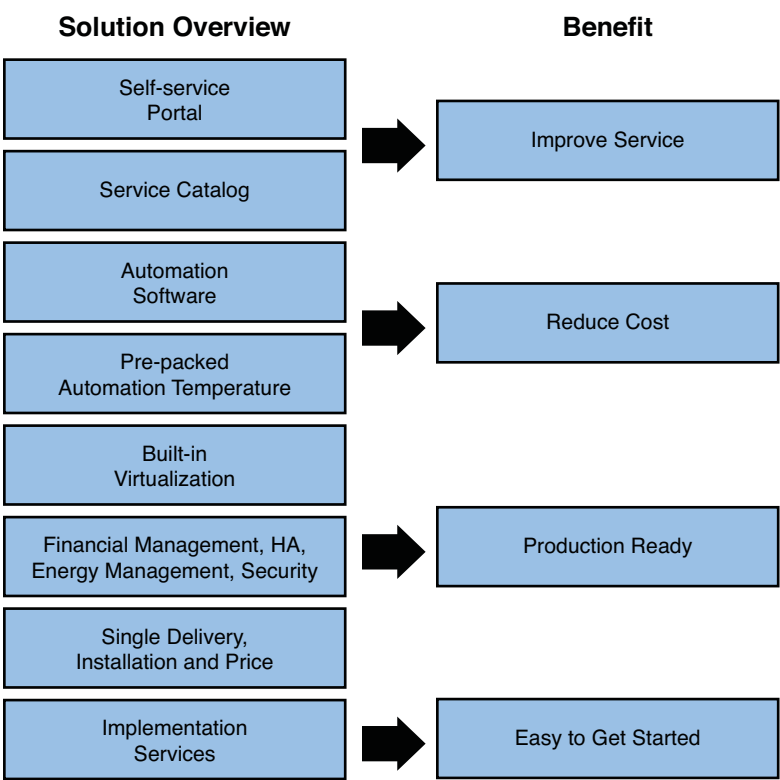 Solution Overview
Benefit
Self-service
Portal
Service Catalog
Improve Service
Automation
Software
Pre-packed
Automation Temperature
Reduce Cost
Built-in
Virtualization
Financial Management, HA,
Energy Management, Security
Single Delivery,
Installation and Price
Production Ready
Implementation
Services
Easy to Get Started